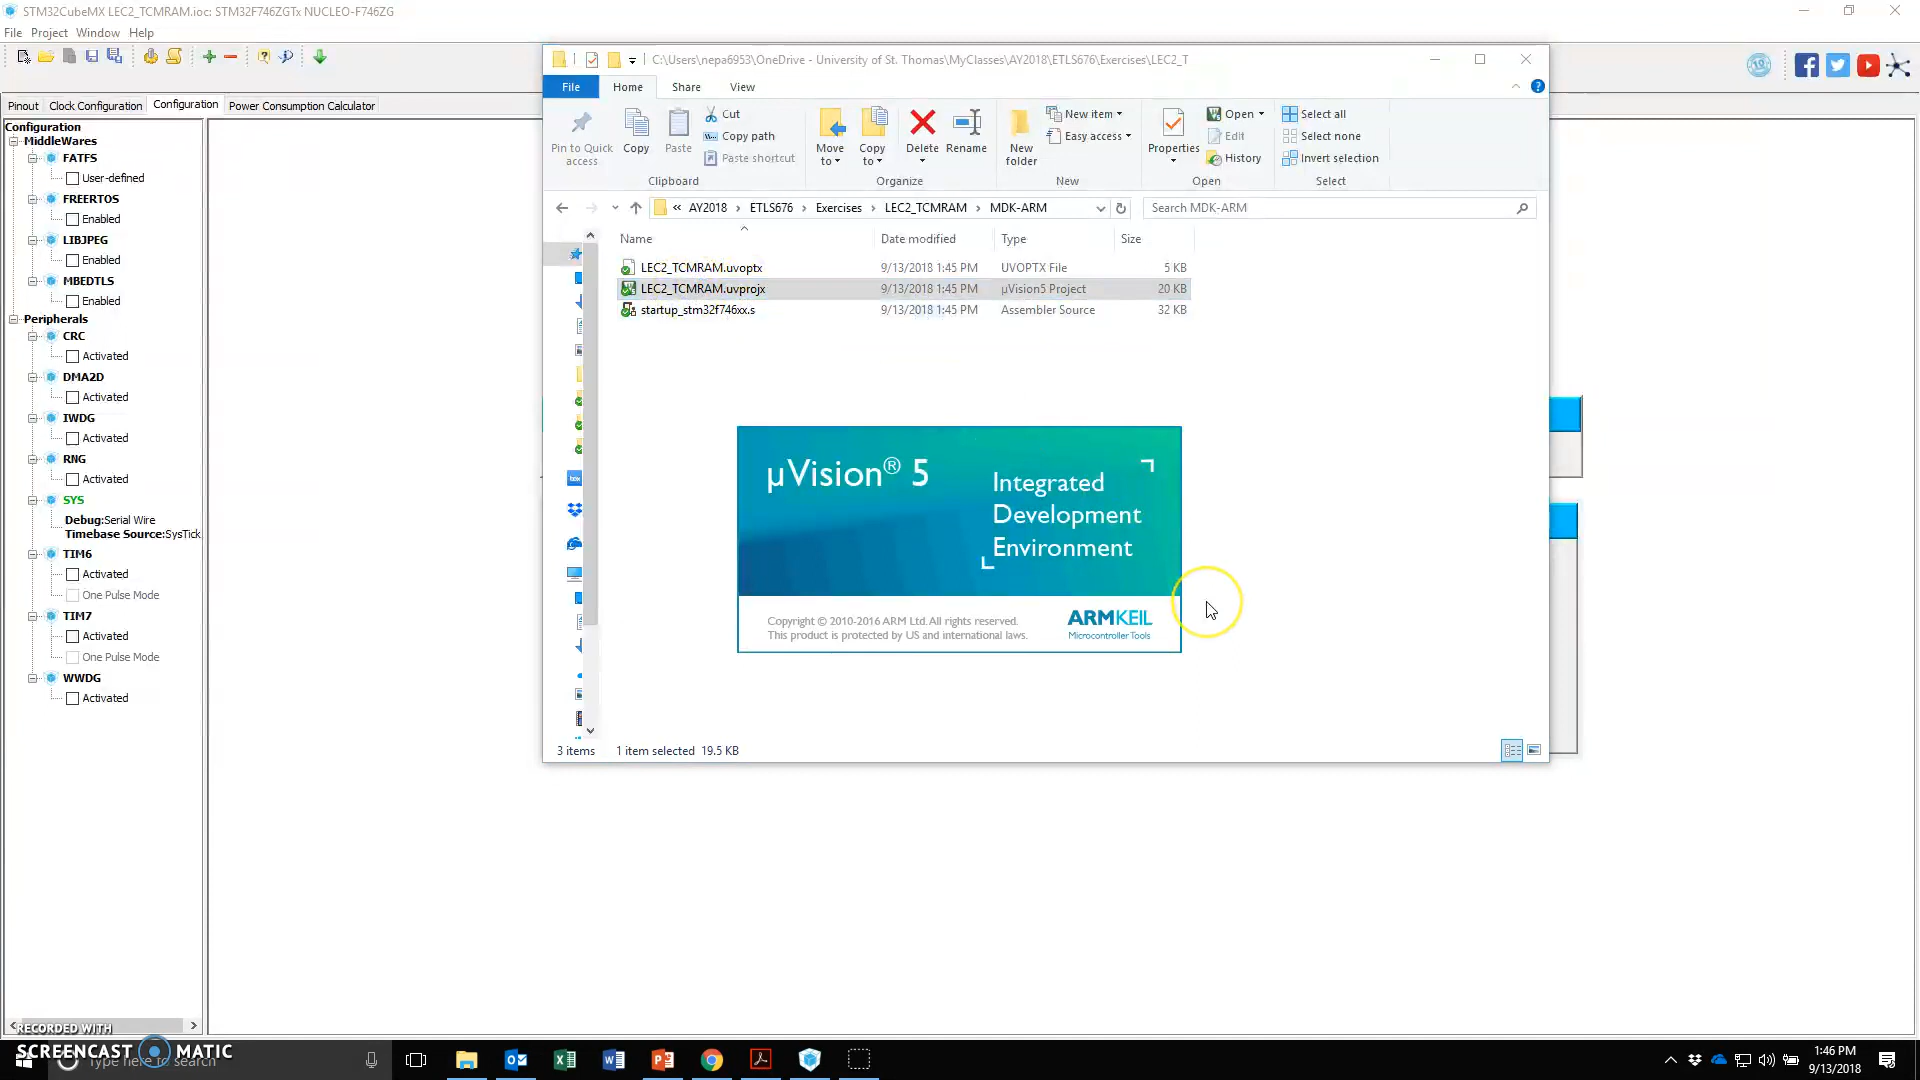 STM32CubeMX LEC2_TCMRAM.ioc: STM32F746ZGTx NUCLEO-F746ZG
File Project Window Help
Pinout Clock Configuration Configuration Power Consumption Calculator
Configuration
MiddleWares
FATFS
User-defined
FREERTOS
Enabled
LIBJPEG
Enabled
MBEDTLS
Enabled
Peripherals
CRC
Activated
DMA2D
Activated
IWDG
Activated
RNG
Activated
SYS
Debug:Serial Wire
Timebase Source:SysTick
TIM6
Activated
One Pulse Mode
TIM7
Activated
One Pulse Mode
WWDG
Activated
C:\Users\nepa6953\OneDrive - University of St. Thomas\MyClasses\AY2018\ETLS676\Exercises\LEC2_T
File Home Share View
Pin to Quick access
Copy
Paste
Cut
Copy path
Paste shortcut
Clipboard
Move to
Copy to
Delete
Rename
Organize
New folder
New item
Easy access
New
Properties
Open
Edit
History
Open
Select all
Select none
Invert selection
Select
« AY2018 › ETLS676 › Exercises › LEC2_TCMRAM › MDK-ARM
Search MDK-ARM
Name Date modified Type Size
LEC2_TCMRAM.uvoptx 9/13/2018 1:45 PM UVOPTX File 5 KB
LEC2_TCMRAM.uvprojx 9/13/2018 1:45 PM µVision5 Project 20 KB
startup_stm32f746xx.s 9/13/2018 1:45 PM Assembler Source 32 KB
µVision® 5
Integrated
Development
Environment
Copyright © 2010-2016 ARM Ltd. All rights reserved.
This product is protected by US and international laws.
ARMKEIL
Microcontroller Tools
3 items 1 item selected 19.5 KB
RECORDED WITH
SCREENCAST MATIC
Type here to search
1:46 PM
9/13/2018